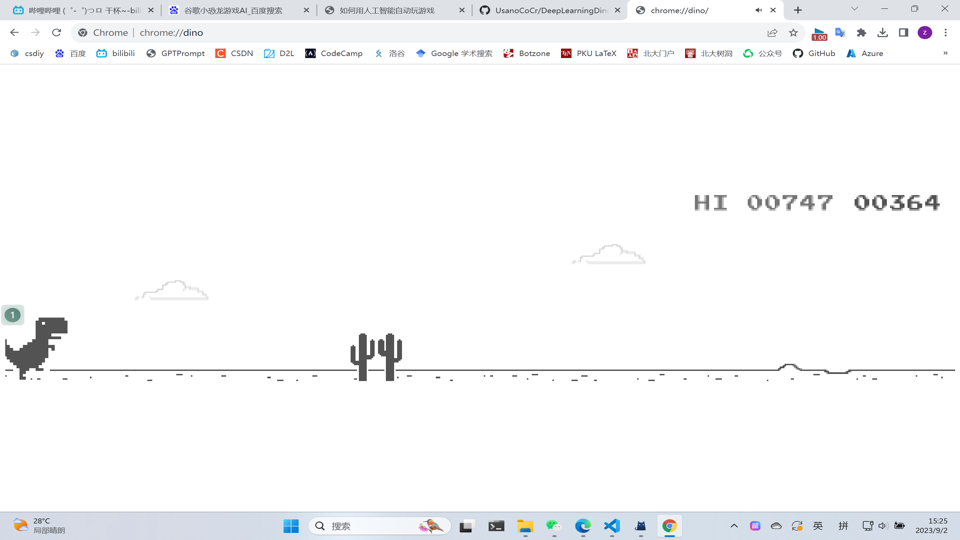 哔哩哔哩 (゜-゜)つロ 干杯~-bili
谷歌小恐龙游戏AI_百度搜索
如何用人工智能自动玩游戏
UsanoCoCr/DeepLearningDin
chrome://dino/
Chrome | chrome://dino
1.00
z
csdiy
百度
bilibili
GPTPrompt
CSDN
D2L
CodeCamp
洛谷
Google 学术搜索
Botzone
PKU LaTeX
北大门户
北大树洞
公众号
GitHub
Azure
»
HI 00747 00364
1
28°C
局部晴朗
搜索
英
拼
15:25
2023/9/2